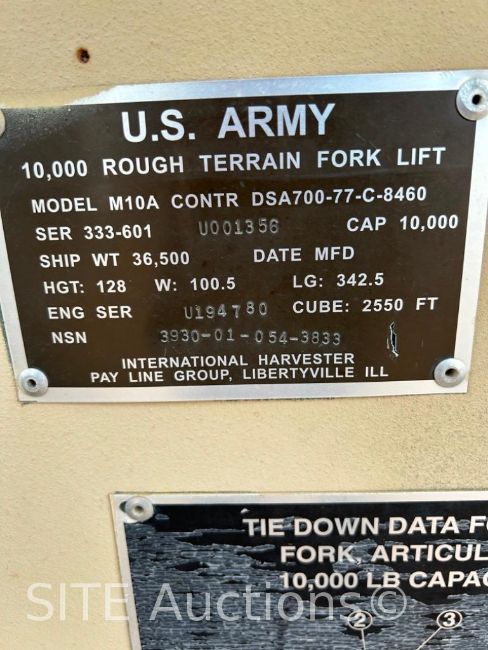 U.S. ARMY
10,000 ROUGH TERRAIN FORK LIFT
MODEL M10A CONTR DSA700-77-C-8460
SER 333-601 U001356 CAP 10,000
SHIP WT 36,500 DATE MFD
HGT: 128 W: 100.5 LG: 342.5
ENG SER U194780 CUBE: 2550 FT
NSN 3930-01-054-3833
INTERNATIONAL HARVESTER
PAY LINE GROUP, LIBERTYVILLE ILL
TIE DOWN DATA FO
FORK, ARTICUL
10,000 LB CAPAC
SITE Auctions.com
2 3